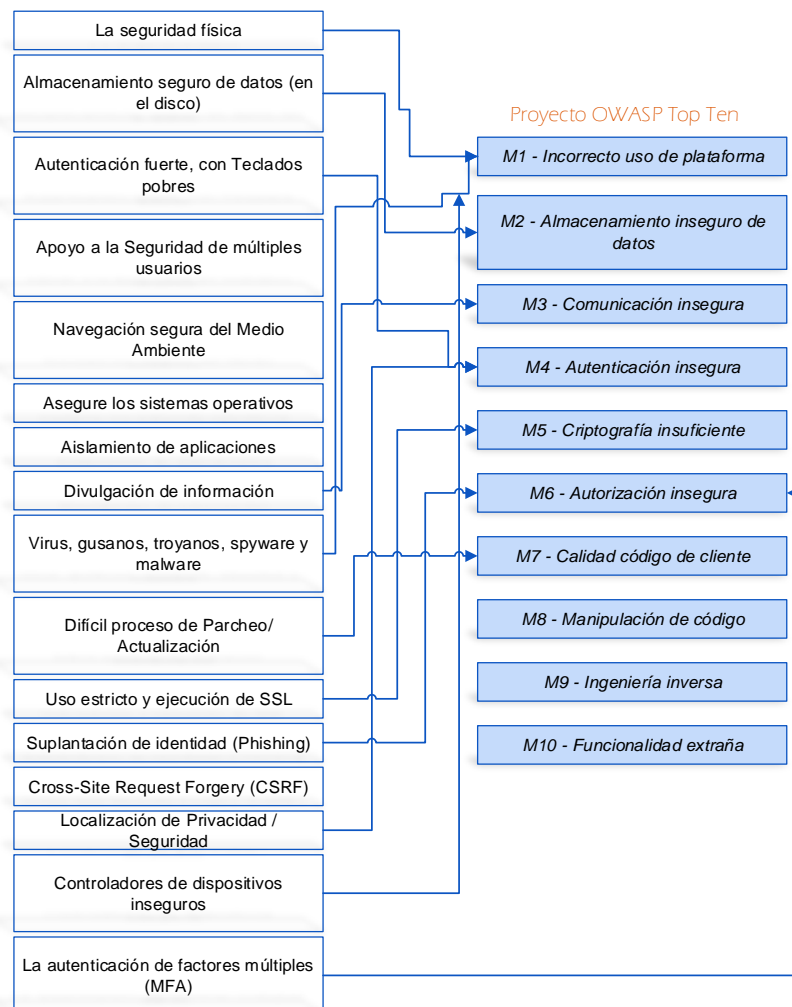 La seguridad física
Almacenamiento seguro de datos (en
el disco)
Autenticación fuerte, con Teclados
pobres
Apoyo a la Seguridad de múltiples
usuarios
Navegación segura del Medio
Ambiente
Asegure los sistemas operativos
Aislamiento de aplicaciones
Divulgación de información
Virus, gusanos, troyanos, spyware y
malware
Difícil proceso de Parcheo/
Actualización
Uso estricto y ejecución de SSL
Suplantación de identidad (Phishing)
Cross-Site Request Forgery (CSRF)
Localización de Privacidad /
Seguridad
Controladores de dispositivos
inseguros
La autenticación de factores múltiples
(MFA)
Proyecto OWASP Top Ten
M1 - Incorrecto uso de plataforma
M2 - Almacenamiento inseguro de
datos
M3 - Comunicación insegura
M4 - Autenticación insegura
M5 - Criptografía insuficiente
M6 - Autorización insegura
M7 - Calidad código de cliente
M8 - Manipulación de código
M9 - Ingeniería inversa
M10 - Funcionalidad extraña